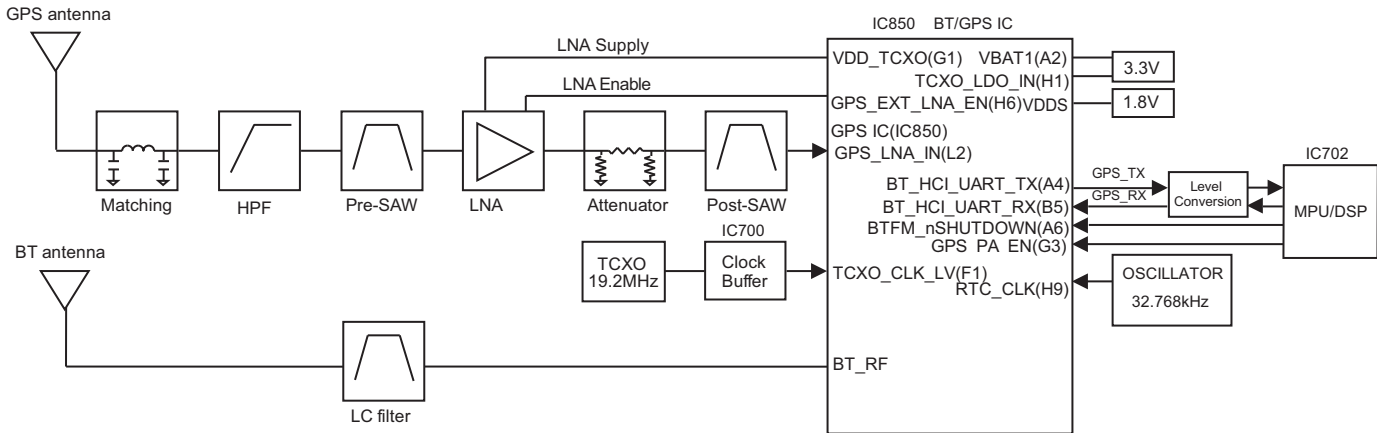 GPS antenna
IC850 BT/GPS IC
LNA Supply
VDD_TCXO(G1)
VBAT1(A2)
3.3V
TCXO_LDO_IN(H1)
LNA Enable
GPS_EXT_LNA_EN(H6)
VDDS
1.8V
GPS IC(IC850)
GPS_LNA_IN(L2)
Matching
HPF
Pre-SAW
LNA
Attenuator
Post-SAW
IC702
BT_HCI_UART_TX(A4)
GPS_TX
BT_HCI_UART_RX(B5)
GPS_RX
Level
Conversion
MPU/DSP
BTFM_nSHUTDOWN(A6)
GPS_PA_EN(G3)
BT antenna
IC700
TCXO
19.2MHz
Clock
Buffer
TCXO_CLK_LV(F1)
RTC_CLK(H9)
OSCILLATOR
32.768kHz
BT_RF
LC filter